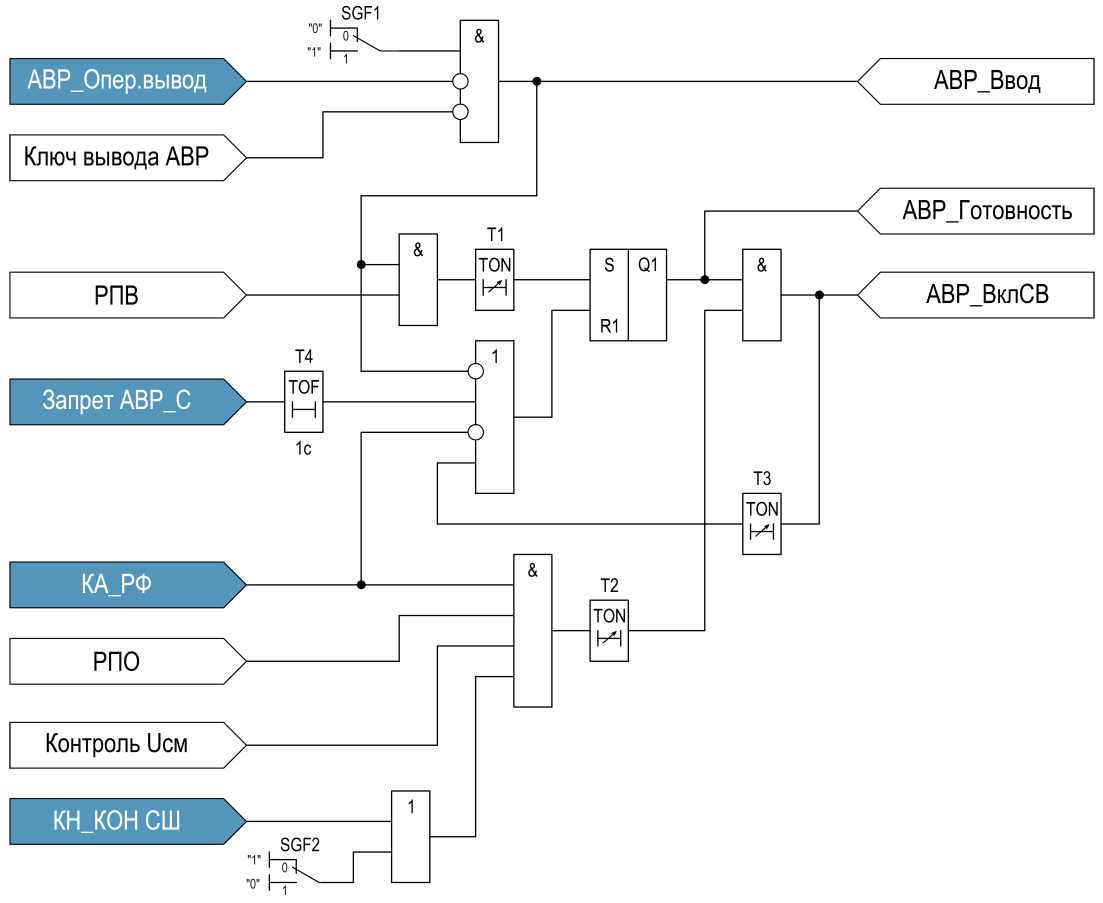 SGF1
"0"
0
"1"
1
&
АВР_Опер.вывод
АВР_Ввод
Ключ вывода АВР
АВР_Готовность
&
T1
TON
S
Q1
R1
&
РПВ
АВР_ВклСВ
1
T4
TOF
1с
Запрет АВР_С
T3
TON
КА_РФ
&
T2
TON
РПО
Контроль Uсм
КН_КОН СШ
1
SGF2
"1"
0
"0"
1